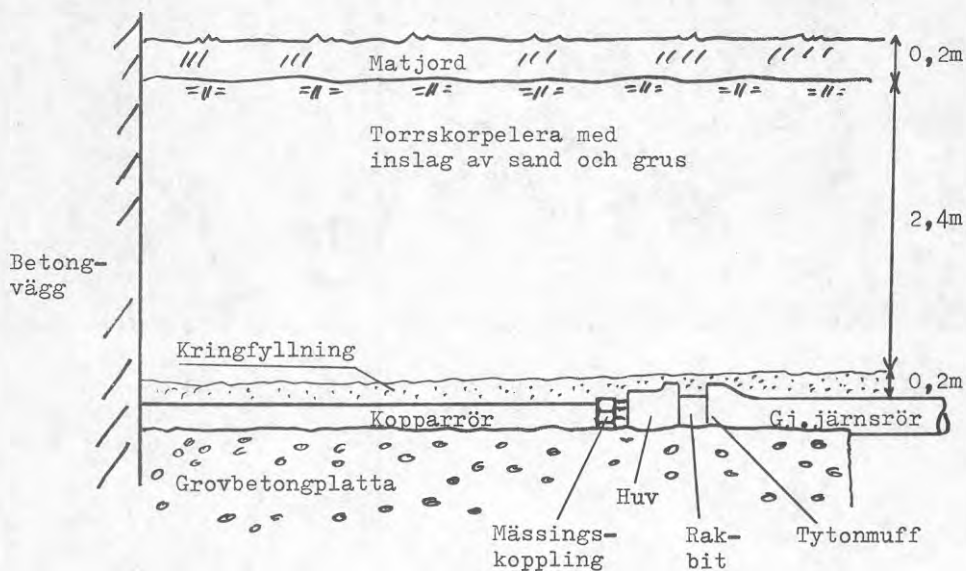 0,2m
Matjord
Torrskorpelera med
inslag av sand och grus
2,4m
Betong-
vägg
Kringfyllning
0,2m
Kopparrör
Gj.järnsrör
Grovbetongplatta
Huv
Mässings-
koppling
Rak-
bit
Tytonmuff